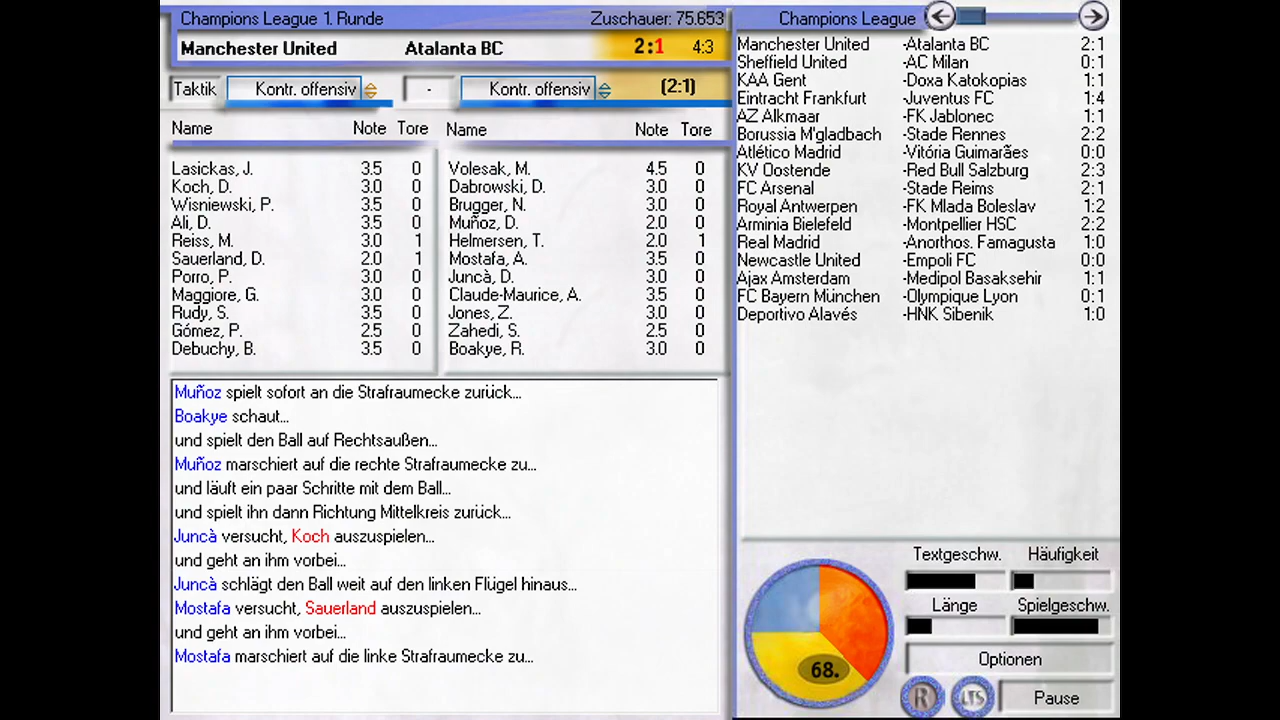 Champions League 1. Runde Zuschauer: 75.653
Manchester United Atalanta BC 2:1 4:3
Taktik Kontr. offensiv - Kontr. offensiv (2:1)
Name Note Tore Name Note Tore
Lasickas, J. 3.5 0 Volesak, M. 4.5 0
Koch, D. 3.0 0 Dabrowski, D. 3.0 0
Wisniewski, P. 3.5 0 Brugger, N. 3.0 0
Ali, D. 3.5 0 Muñoz, D. 2.0 0
Reiss, M. 3.0 1 Helmersen, T. 2.0 1
Sauerland, D. 2.0 1 Mostafa, A. 3.5 0
Porro, P. 3.0 0 Juncà, D. 3.0 0
Maggiore, G. 3.0 0 Claude-Maurice, A. 3.5 0
Rudy, S. 3.5 0 Jones, Z. 3.0 0
Gómez, P. 2.5 0 Zahedi, S. 2.5 0
Debuchy, B. 3.5 0 Boakye, R. 3.0 0
Muñoz spielt sofort an die Strafraumecke zurück...
Boakye schaut...
und spielt den Ball auf Rechtsaußen...
Muñoz marschiert auf die rechte Strafraumecke zu...
und läuft ein paar Schritte mit dem Ball...
und spielt ihn dann Richtung Mittelkreis zurück...
Juncà versucht, Koch auszuspielen...
und geht an ihm vorbei...
Juncà schlägt den Ball weit auf den linken Flügel hinaus...
Mostafa versucht, Sauerland auszuspielen...
und geht an ihm vorbei...
Mostafa marschiert auf die linke Strafraumecke zu...
Champions League
Manchester United -Atalanta BC 2:1
Sheffield United -AC Milan 0:1
KAA Gent -Doxa Katokopias 1:1
Eintracht Frankfurt -Juventus FC 1:4
AZ Alkmaar -FK Jablonec 1:1
Borussia M'gladbach -Stade Rennes 2:2
Atlético Madrid -Vitória Guimarães 0:0
KV Oostende -Red Bull Salzburg 2:3
FC Arsenal -Stade Reims 2:1
Royal Antwerpen -FK Mlada Boleslav 1:2
Arminia Bielefeld -Montpellier HSC 2:2
Real Madrid -Anorthos. Famagusta 1:0
Newcastle United -Empoli FC 0:0
Ajax Amsterdam -Medipol Basaksehir 1:1
FC Bayern München -Olympique Lyon 0:1
Deportivo Alavés -HNK Sibenik 1:0
Textgeschw. Häufigkeit
Länge Spielgeschw.
68.
Optionen
R LTS Pause